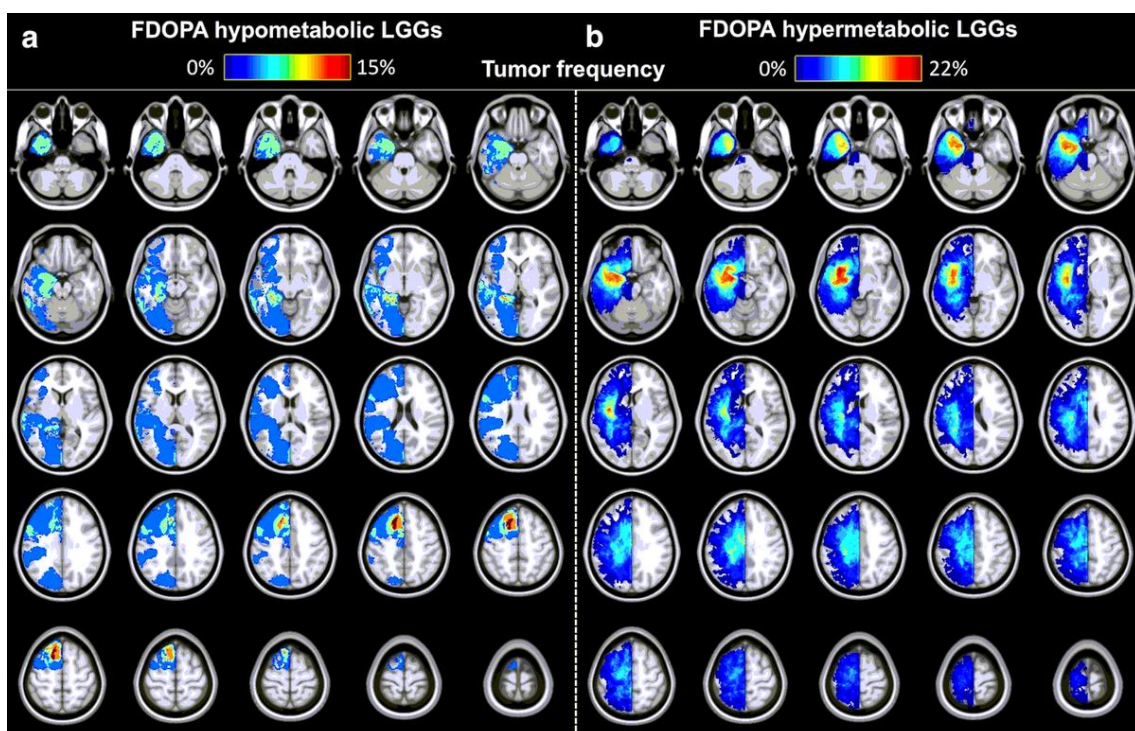 a FDOPA hypometabolic LGGs
0% 15%
Tumor frequency
b FDOPA hypermetabolic LGGs
0% 22%